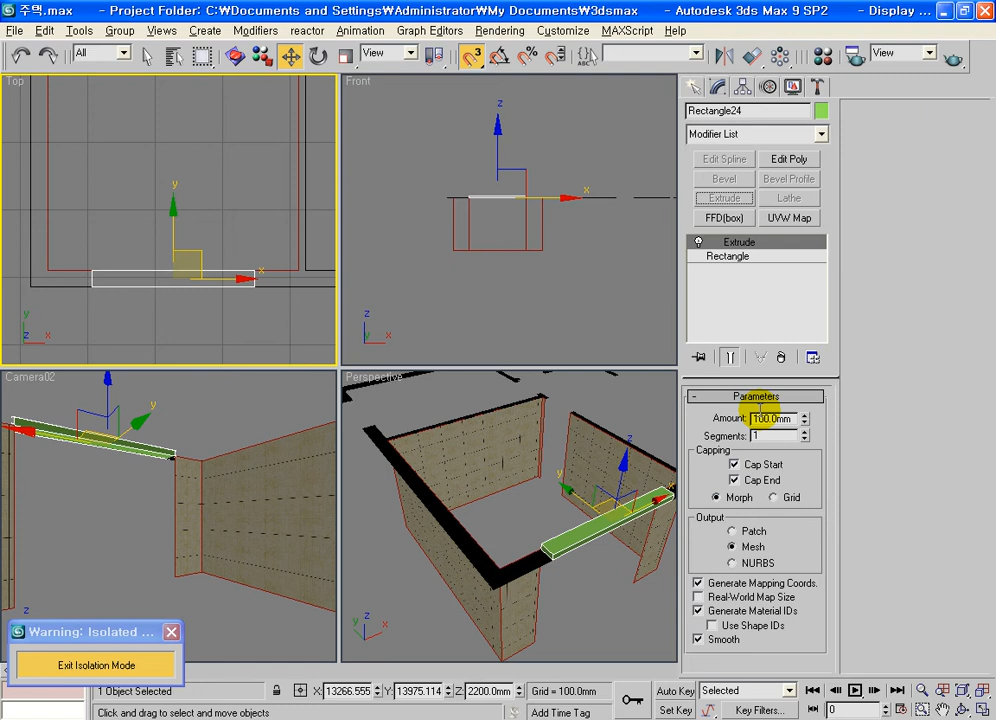 주택.max - Project Folder: C:₩Documents and Settings₩Administrator₩My Documents₩3dsmax - Autodesk 3ds Max 9 SP2 - Display ...
File Edit Tools Group Views Create Modifiers reactor Animation Graph Editors Rendering Customize MAXScript Help
All View 3 % ABC View
Top
Front
Rectangle24
Modifier List
Edit Spline Edit Poly
Bevel Bevel Profile
Extrude Lathe
FFD(box) UVW Map
Extrude
Rectangle
y
x
z
x
y
z x
z
x
Camera02
Perspective
- Parameters
Amount: 100.0mm
Segments: 1
Capping
Cap Start
Cap End
Morph Grid
Output
Patch
Mesh
NURBS
Generate Mapping Coords.
Real-World Map Size
Generate Material IDs
Use Shape IDs
Smooth
y
z
y
x
z
z
y x
Warning: Isolated ...
Exit Isolation Mode
1 Object Selected X: 13266.555 Y: 13975.114 Z: 2200.0mm Grid = 100.0mm Auto Key Selected
Click and drag to select and move objects Add Time Tag Set Key Key Filters... 0